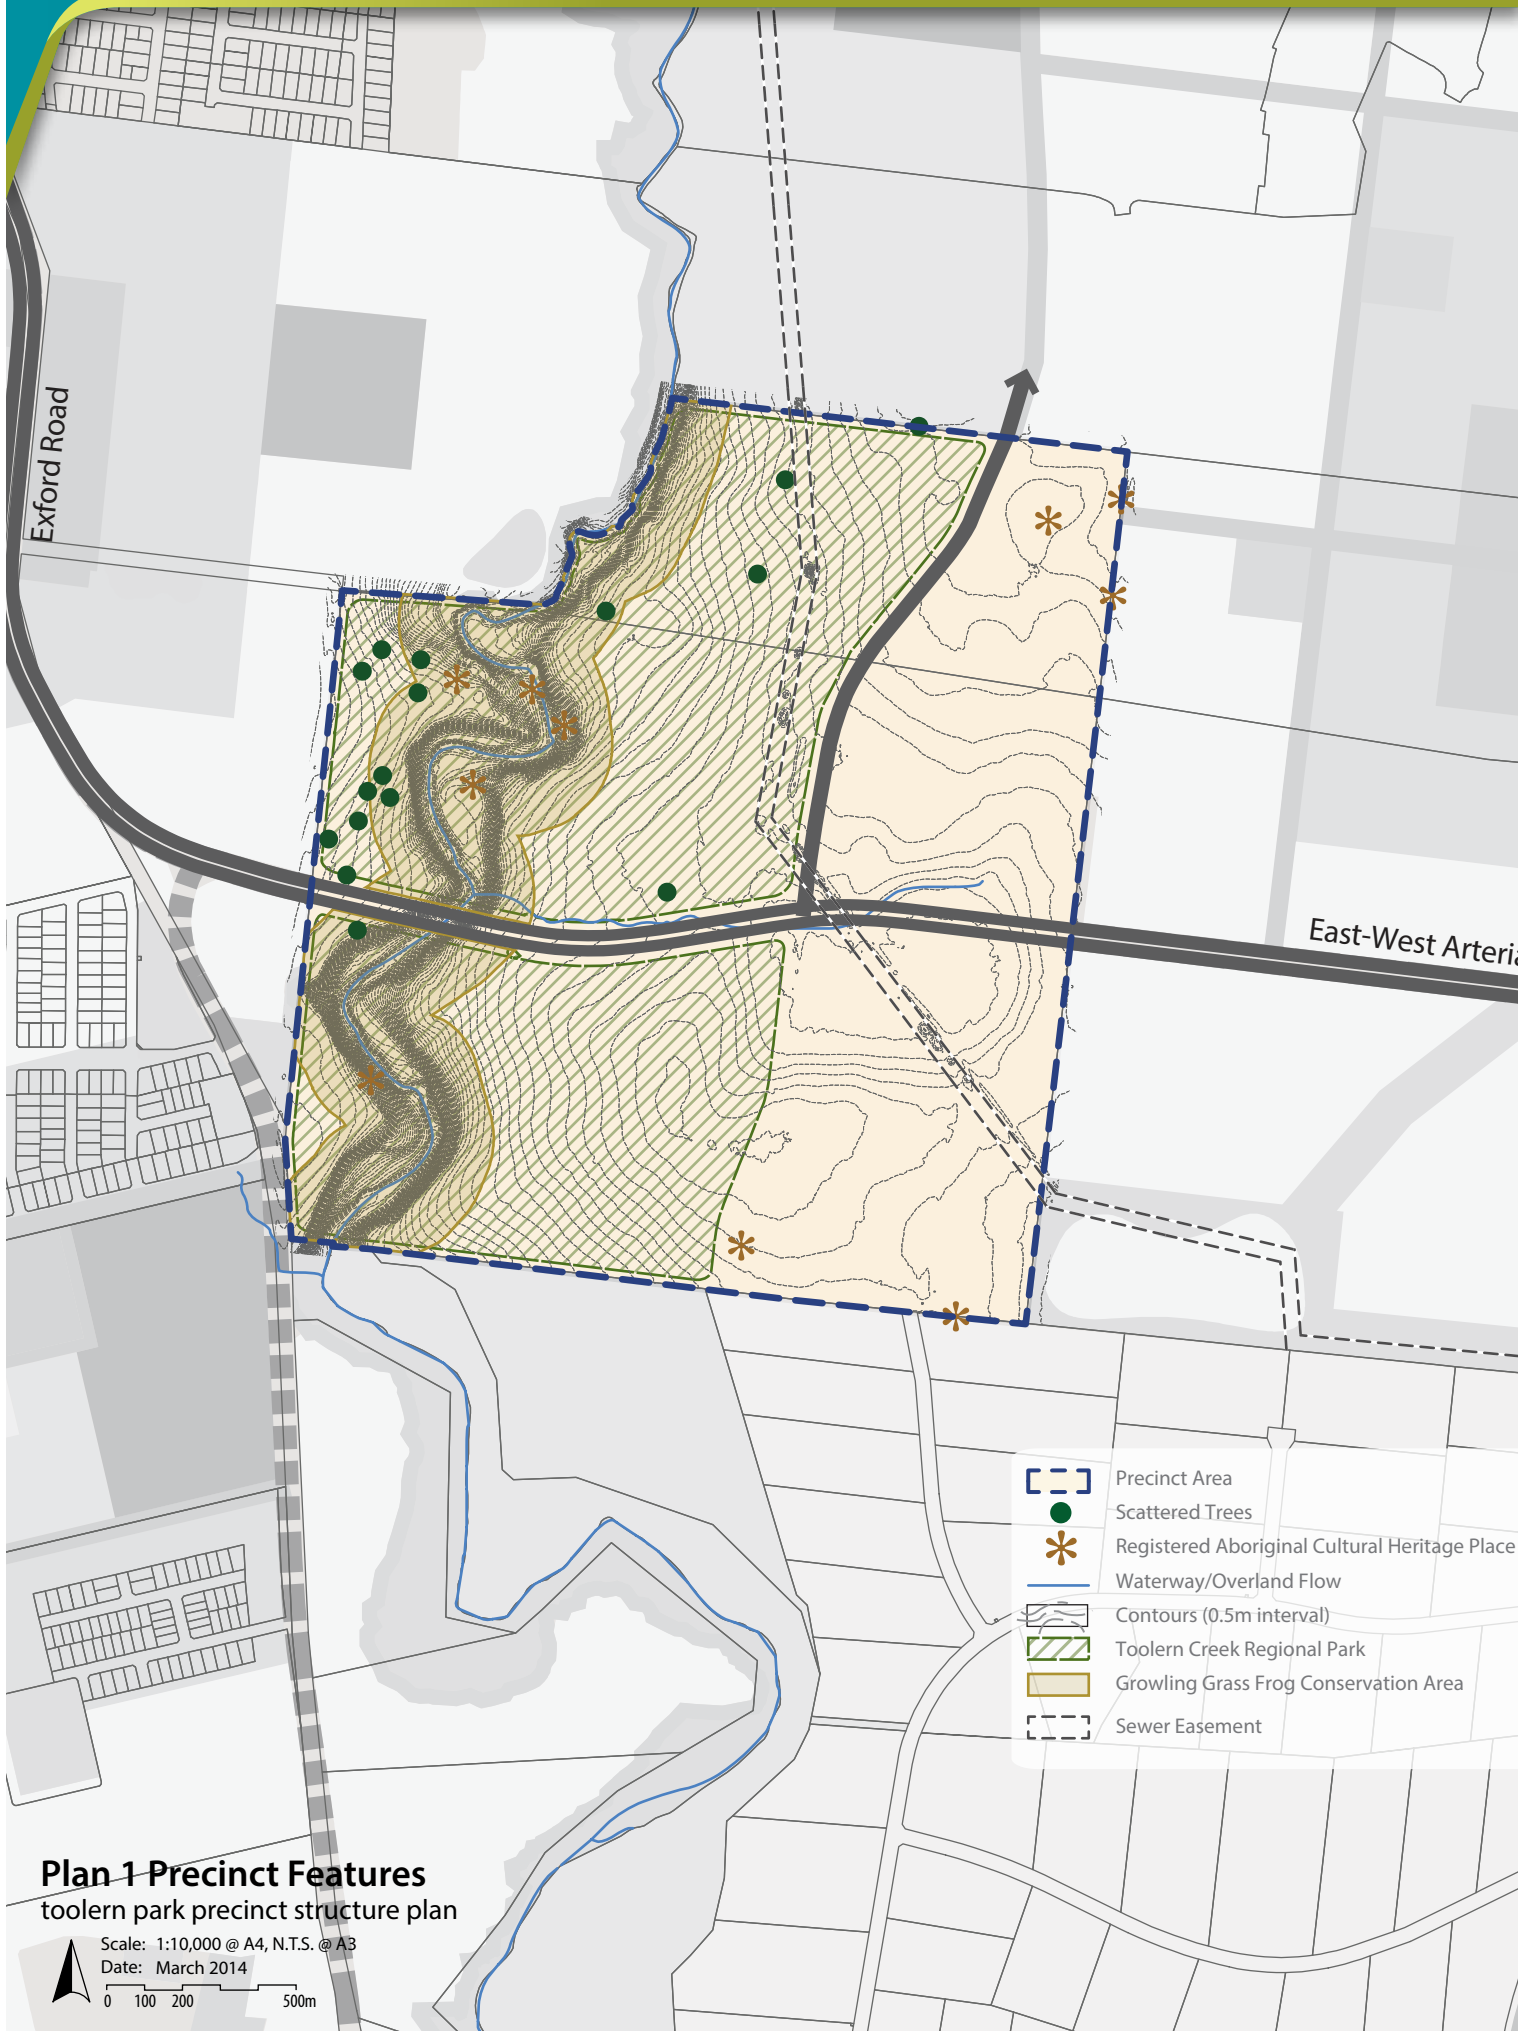 Exford Road
East-West Arteria
Precinct Area
Scattered Trees
Registered Aboriginal Cultural Heritage Place
Waterway/Overland Flow
Contours (0.5m interval)
Toolern Creek Regional Park
Growling Grass Frog Conservation Area
Sewer Easement
Plan 1 Precinct Features
toolern park precinct structure plan
Scale: 1:10,000 @ A4, N.T.S. @ A3
Date: March 2014
0 100 200 500m